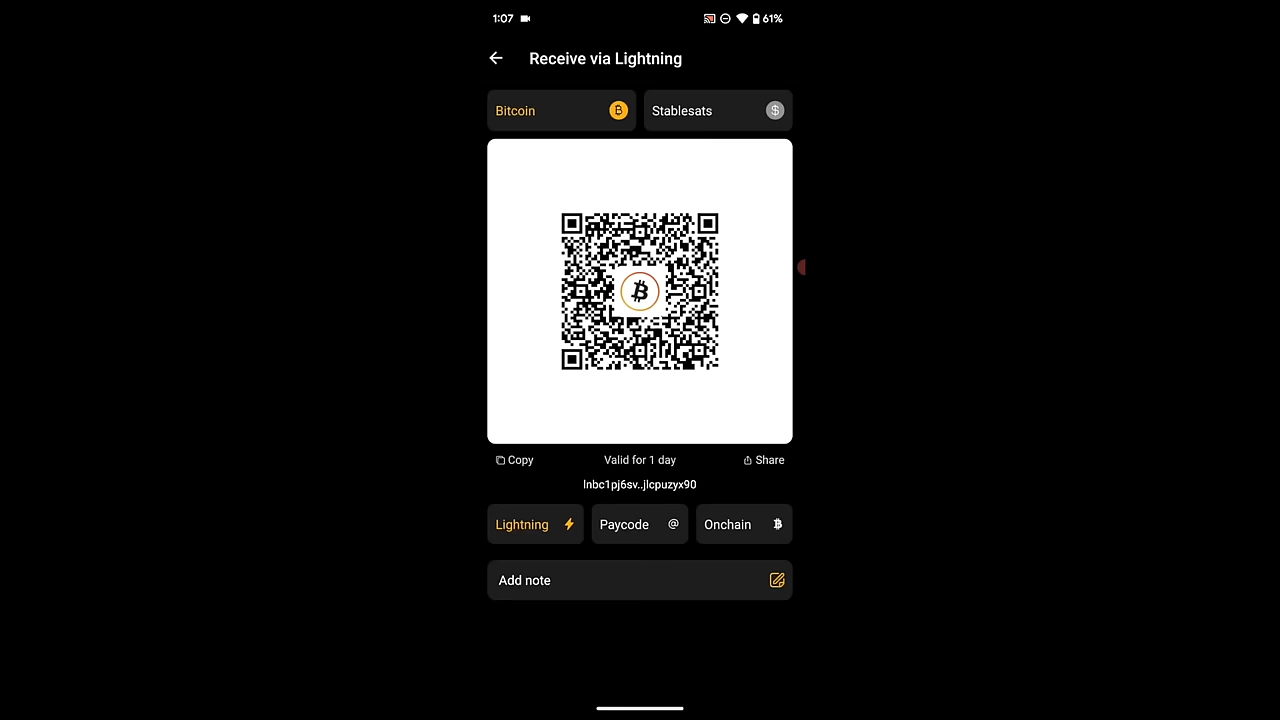 1:07 61%
Receive via Lightning
Bitcoin Stablesats $
Copy Valid for 1 day Share
lnbc1pj6sv..jlcpuzyx90
Lightning Paycode @ Onchain
Add note